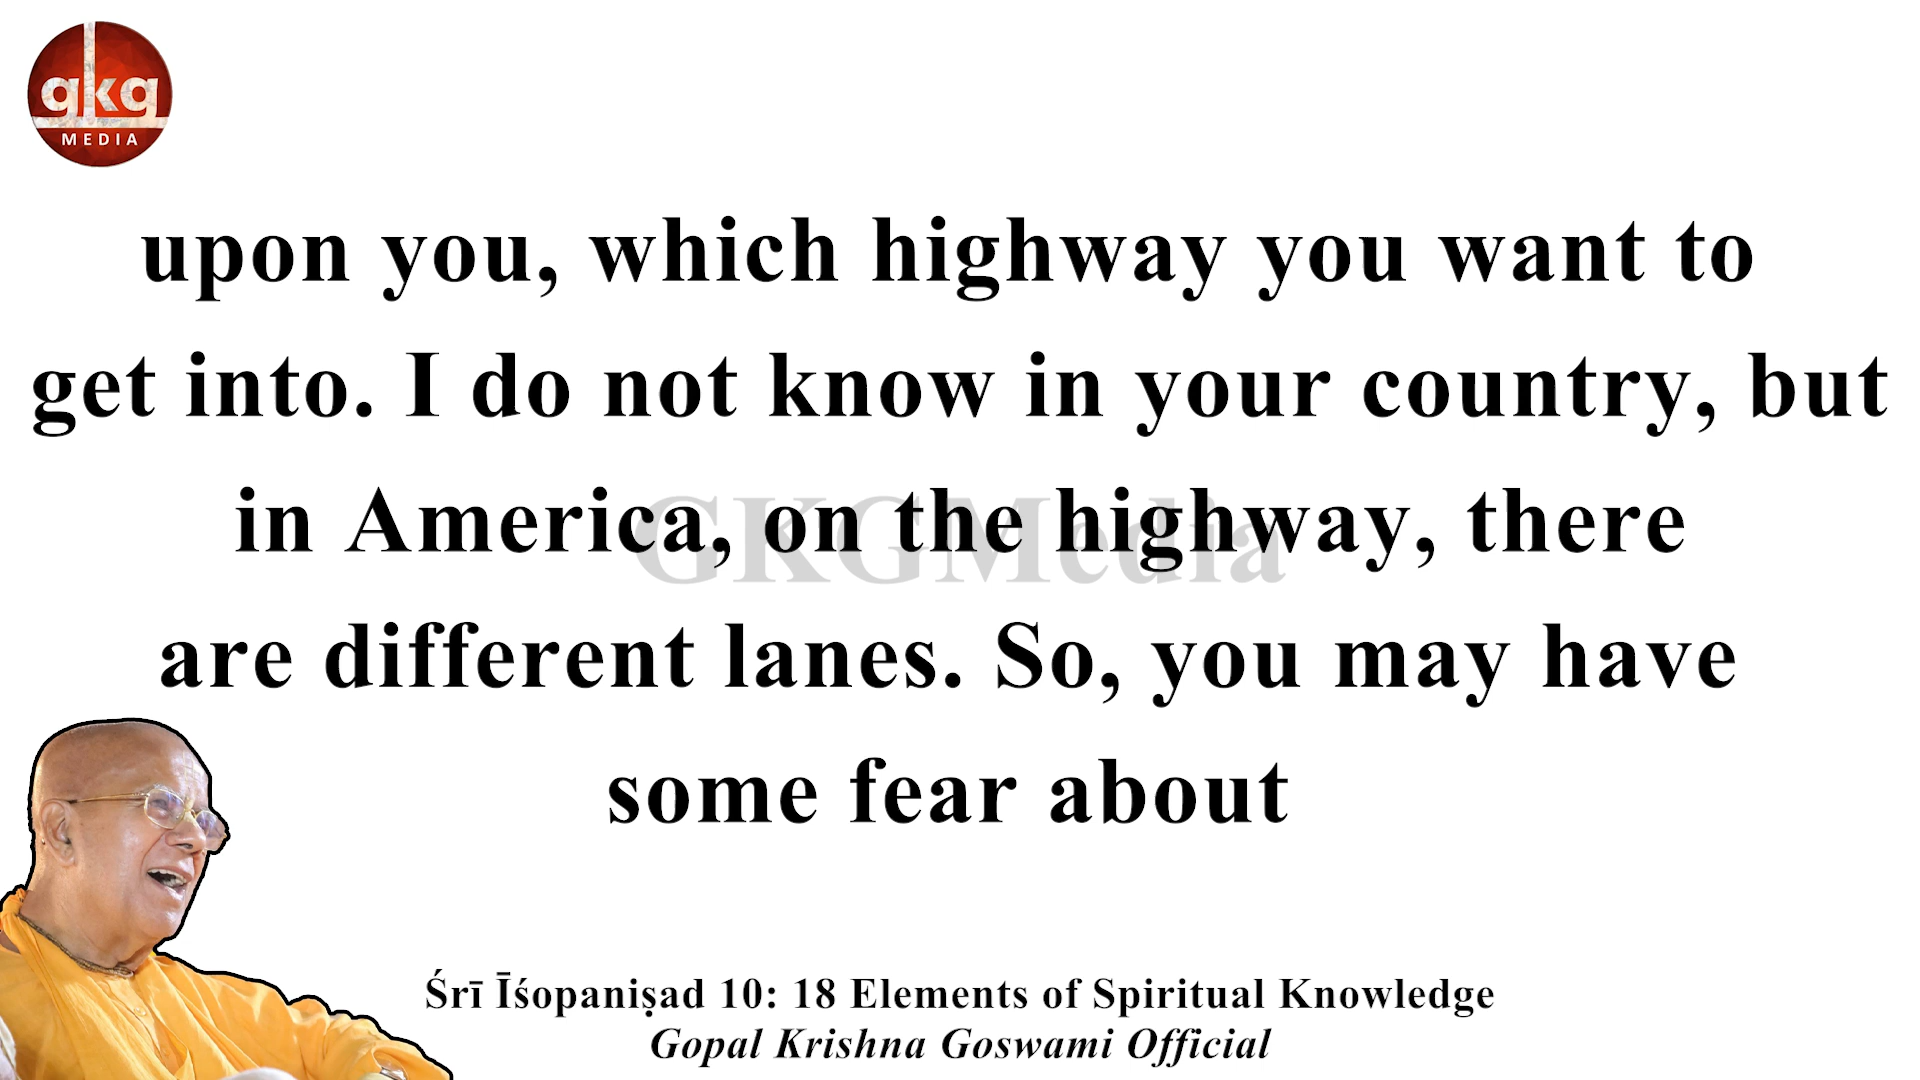 gkg
MEDIA
upon you, which highway you want to
get into. I do not know in your country, but
in America, on the highway, there
are different lanes. So, you may have
some fear about
GKGMedia
Śrī Īśopaniṣad 10: 18 Elements of Spiritual Knowledge
Gopal Krishna Goswami Official